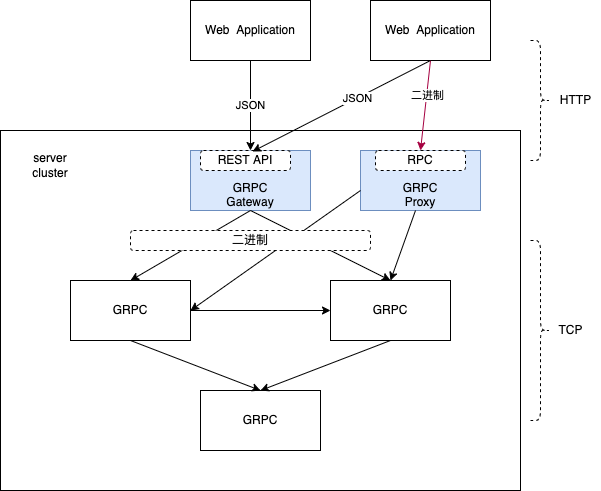 Web Application
Web Application
JSON
JSON
二进制
HTTP
server
cluster
REST API
RPC
GRPC
Gateway
GRPC
Proxy
二进制
GRPC
GRPC
TCP
GRPC